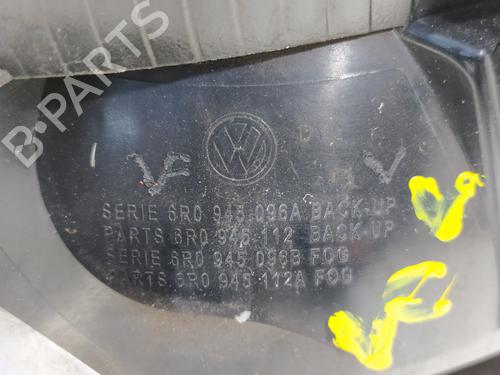 B-PARTS
B-PARTS
SERIE 6R0 945 096A BACK-UP
PARTS 6R0 945 112 BACK-UP
SERIE 6R0 945 096B FOG
PARTS 6R0 945 112A FOG